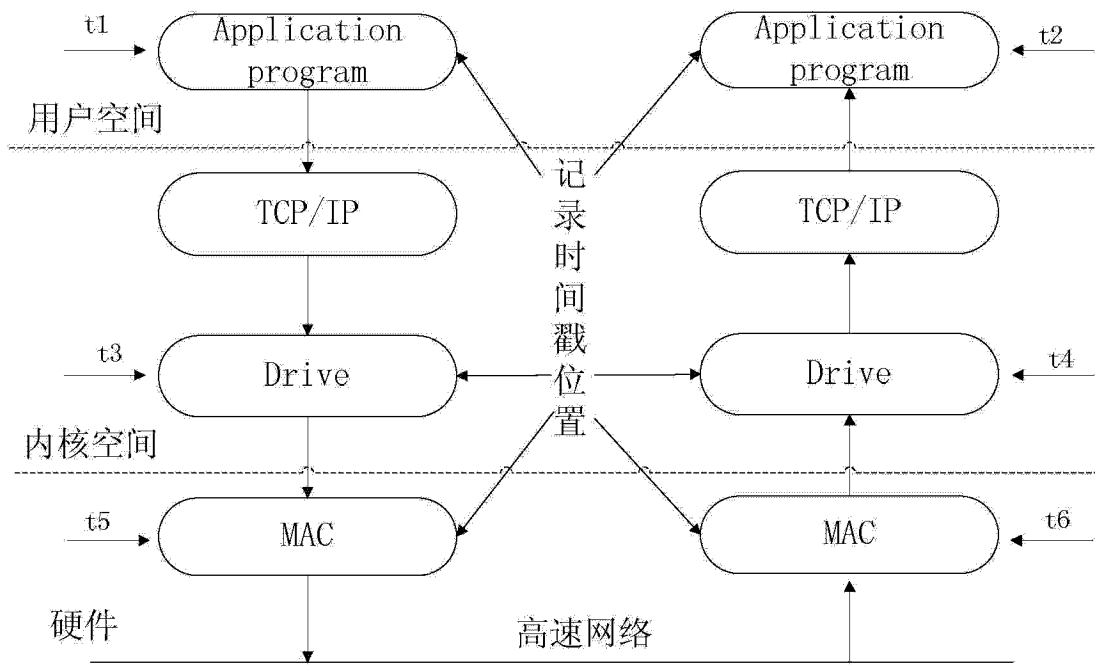 t1
Application
program
Application
program
t2
用户空间
TCP/IP
记录时间戳位置
TCP/IP
t3
Drive
Drive
t4
内核空间
t5
MAC
MAC
t6
硬件
高速网络